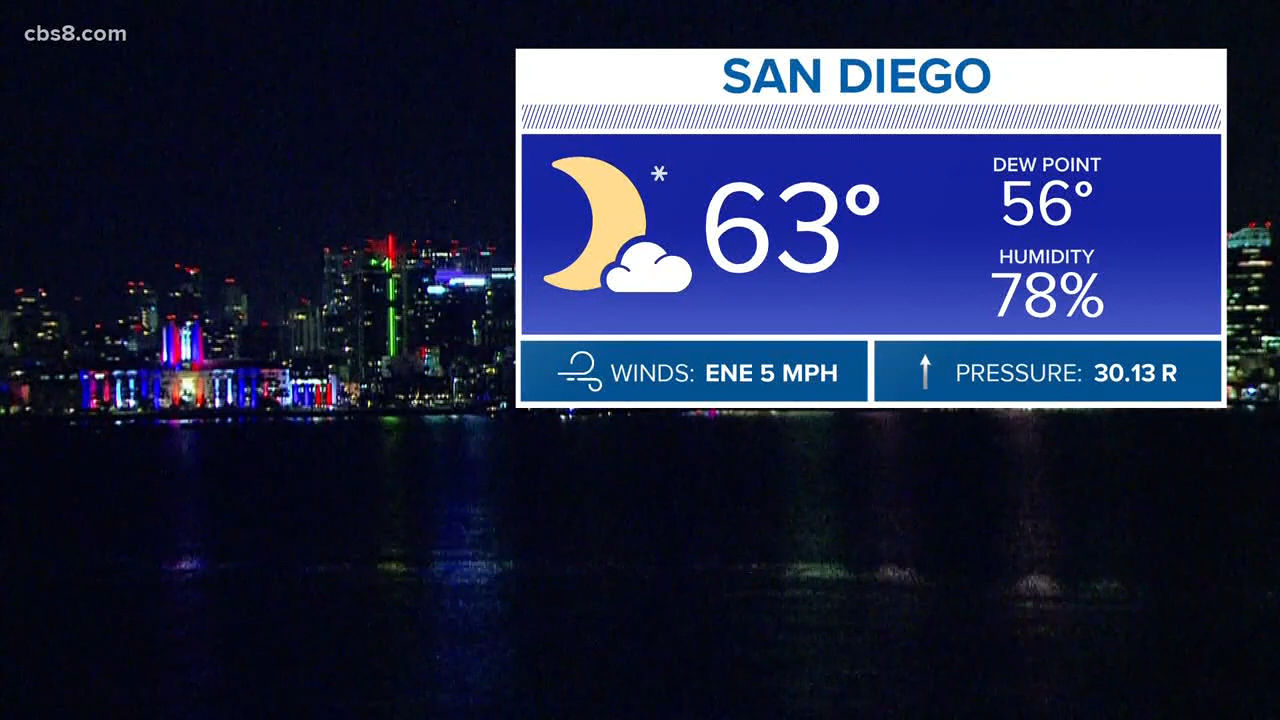 cbs8.com
SAN DIEGO
63°
DEW POINT
56°
HUMIDITY
78%
WINDS: ENE 5 MPH
PRESSURE: 30.13 R